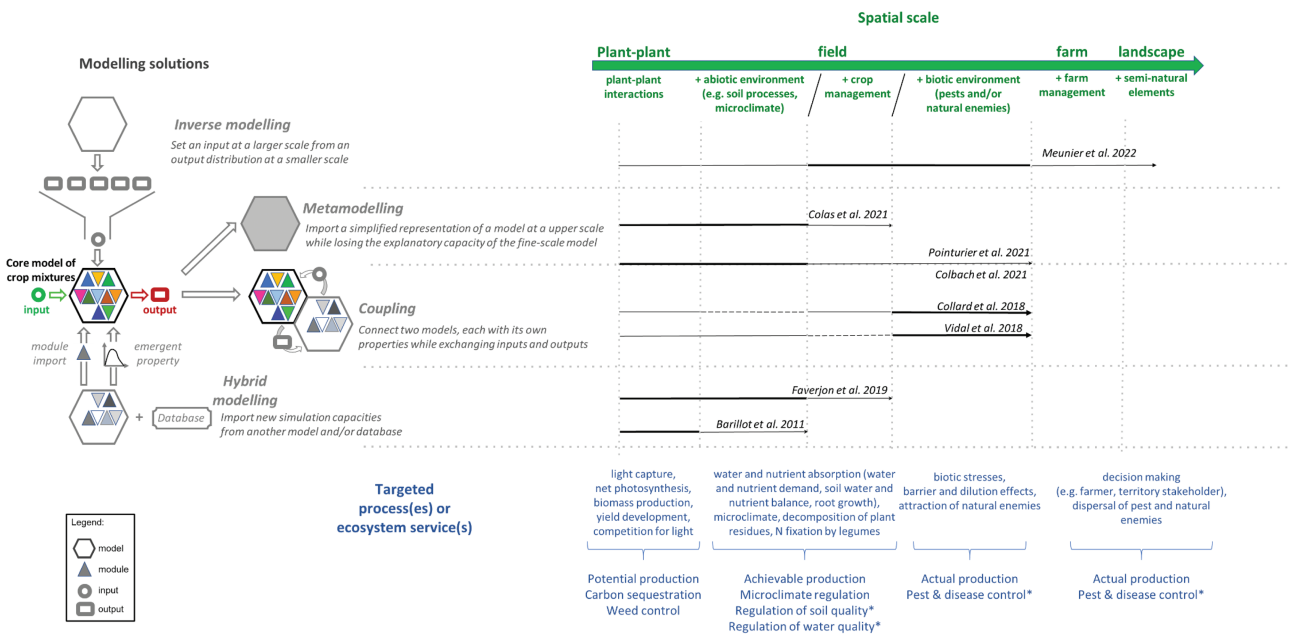 Spatial scale
Modelling solutions
Plant-plant
field
farm
landscape
plant-plant
interactions
+ abiotic environment
(e.g. soil processes,
microclimate)
+ crop
management
+ biotic environment
(pests and/or
natural enemies)
+ farm
management
+ semi-natural
elements
Inverse modelling
Set an input at a larger scale from an
output distribution at a smaller scale
Meunier et al. 2022
Metamodelling
Import a simplified representation of a model at a upper scale
while losing the explanatory capacity of the fine-scale model
Colas et al. 2021
Core model of
crop mixtures
input
output
Pointurier et al. 2021
Colbach et al. 2021
Coupling
Connect two models, each with its own
properties while exchanging inputs and outputs
Collard et al. 2018
Vidal et al. 2018
module
import
emergent
property
Hybrid
modelling
+
Database
Import new simulation capacities
from another model and/or database
Faverjon et al. 2019
Barillot et al. 2011
Targeted
process(es) or
ecosystem service(s)
light capture,
net photosynthesis,
biomass production,
yield development,
competition for light
water and nutrient absorption (water
and nutrient demand, soil water and
nutrient balance, root growth),
microclimate, decomposition of plant
residues, N fixation by legumes
biotic stresses,
barrier and dilution effects,
attraction of natural enemies
decision making
(e.g. farmer, territory stakeholder),
dispersal of pest and natural
enemies
Potential production
Carbon sequestration
Weed control
Achievable production
Microclimate regulation
Regulation of soil quality*
Regulation of water quality*
Actual production
Pest & disease control*
Actual production
Pest & disease control*
Legend:
model
module
input
output